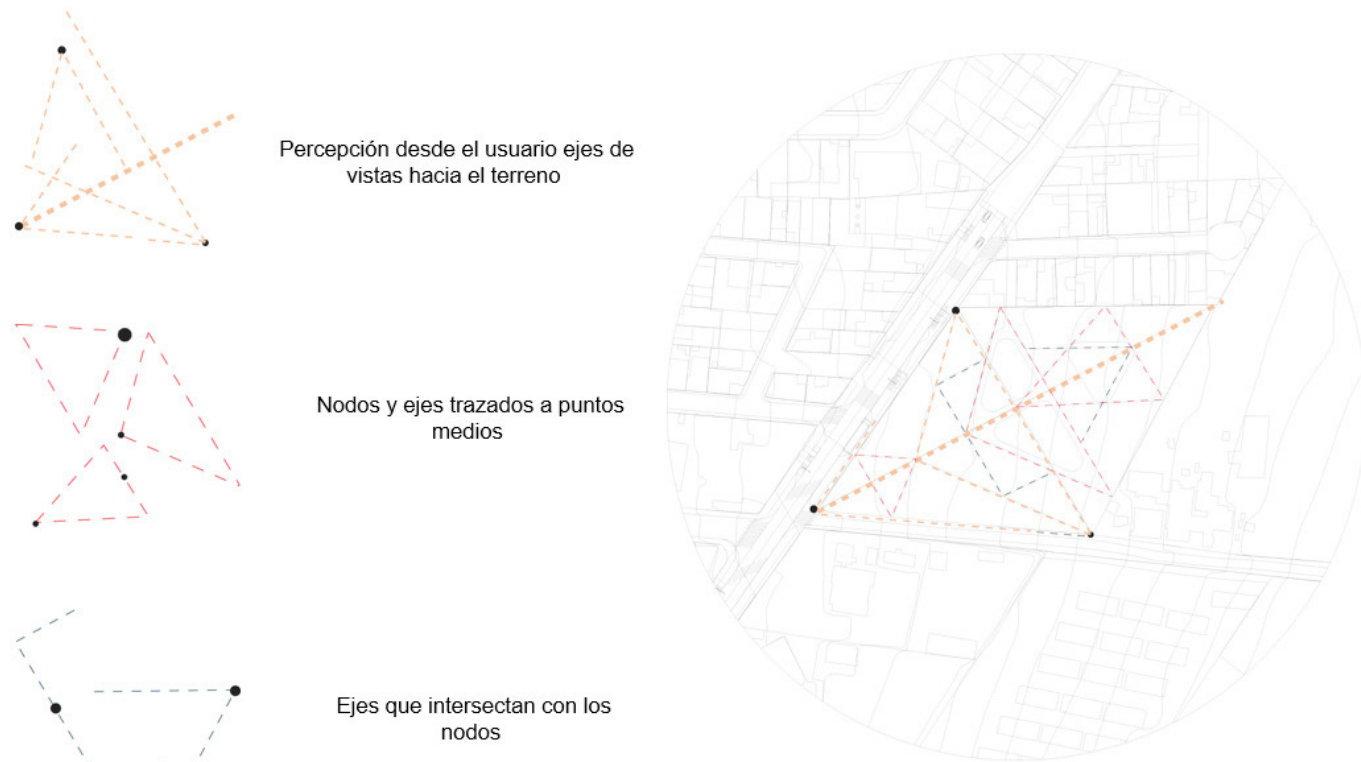 Percepción desde el usuario ejes de
vistas hacia el terreno
Nodos y ejes trazados a puntos
medios
Ejes que intersectan con los
nodos